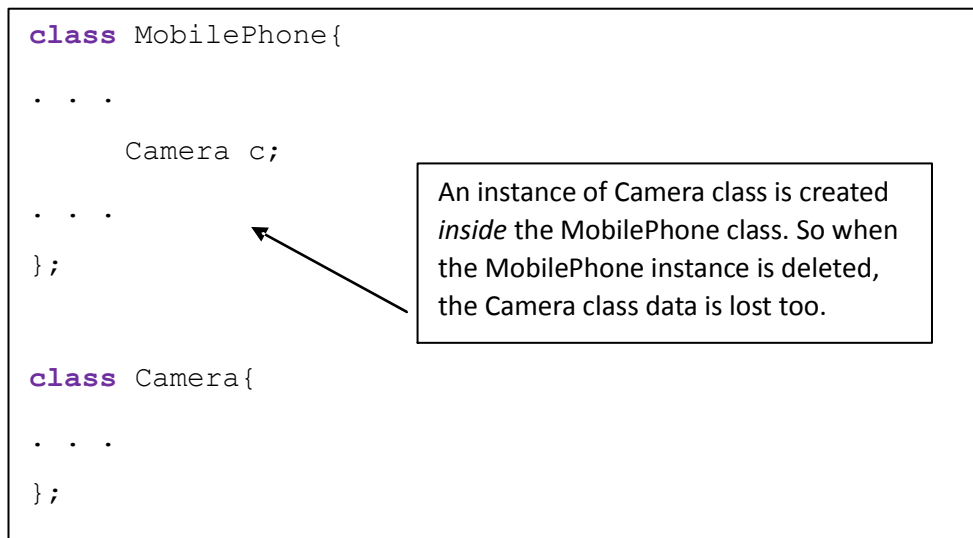 class MobilePhone{
. . .
Camera c;
. . .
};
An instance of Camera class is created
inside the MobilePhone class. So when
the MobilePhone instance is deleted,
the Camera class data is lost too.
class Camera{
. . .
};